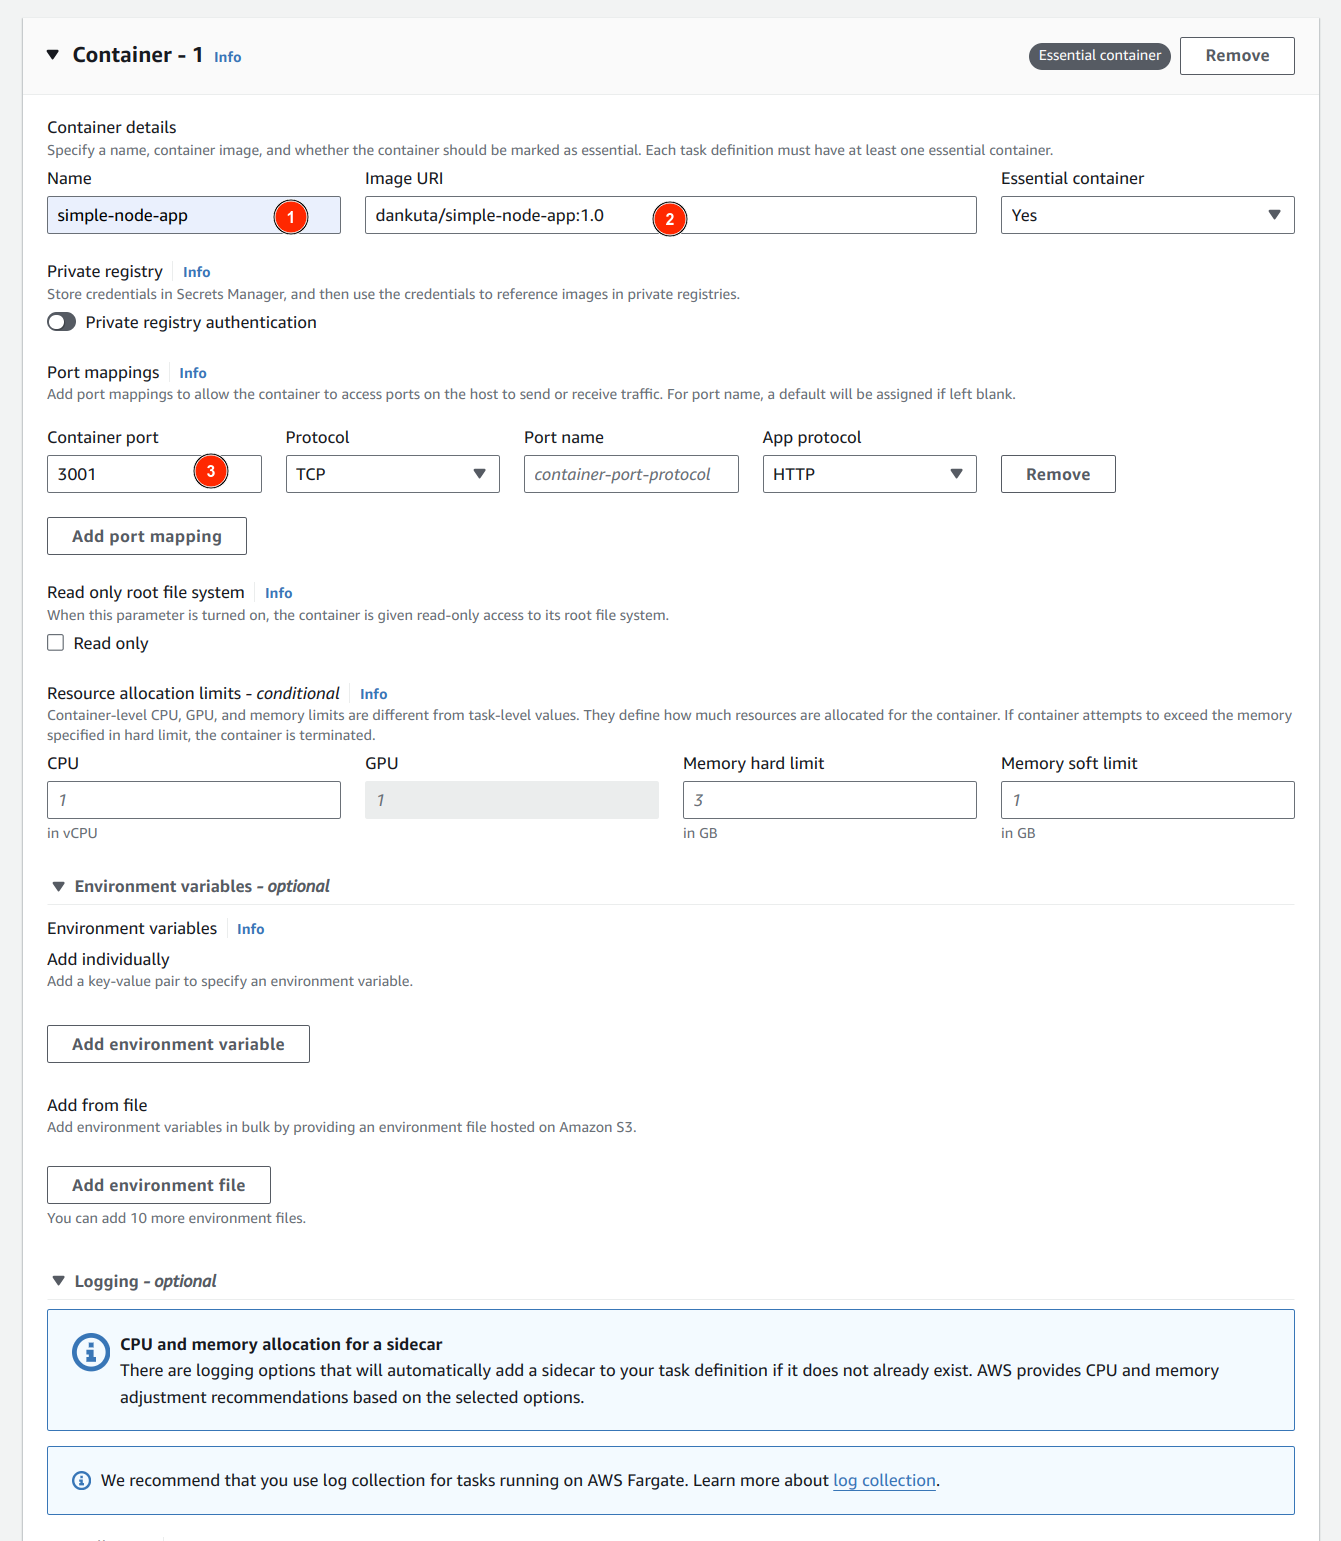 Container - 1 Info Essential container Remove
Container details
Specify a name, container image, and whether the container should be marked as essential. Each task definition must have at least one essential container.
Name Image URI Essential container
simple-node-app 1 dankuta/simple-node-app:1.0 2 Yes
Private registry Info
Store credentials in Secrets Manager, and then use the credentials to reference images in private registries.
Private registry authentication
Port mappings Info
Add port mappings to allow the container to access ports on the host to send or receive traffic. For port name, a default will be assigned if left blank.
Container port Protocol Port name App protocol
3001 3 TCP container-port-protocol HTTP Remove
Add port mapping
Read only root file system Info
When this parameter is turned on, the container is given read-only access to its root file system.
Read only
Resource allocation limits - conditional Info
Container-level CPU, GPU, and memory limits are different from task-level values. They define how much resources are allocated for the container. If container attempts to exceed the memory
specified in hard limit, the container is terminated.
CPU GPU Memory hard limit Memory soft limit
1 1 3 1
in vCPU in GB in GB
Environment variables - optional
Environment variables Info
Add individually
Add a key-value pair to specify an environment variable.
Add environment variable
Add from file
Add environment variables in bulk by providing an environment file hosted on Amazon S3.
Add environment file
You can add 10 more environment files.
Logging - optional
CPU and memory allocation for a sidecar
There are logging options that will automatically add a sidecar to your task definition if it does not already exist. AWS provides CPU and memory
adjustment recommendations based on the selected options.
We recommend that you use log collection for tasks running on AWS Fargate. Learn more about log collection.